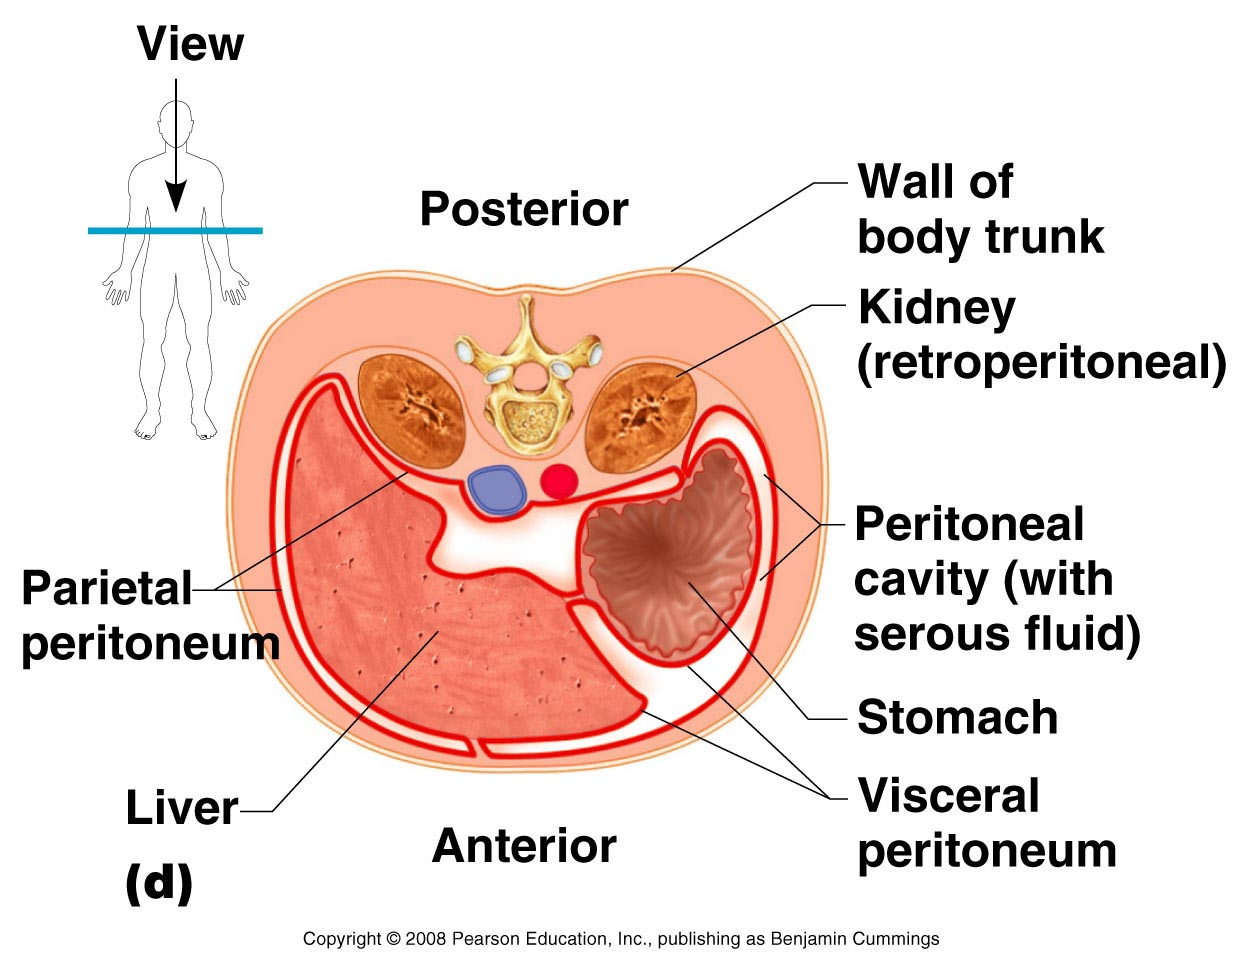 View
Posterior
Wall of
body trunk
Kidney
(retroperitoneal)
Peritoneal
cavity (with
serous fluid)
Parietal
peritoneum
Stomach
Visceral
peritoneum
Liver
Anterior
(d)
Copyright © 2008 Pearson Education, Inc., publishing as Benjamin Cummings